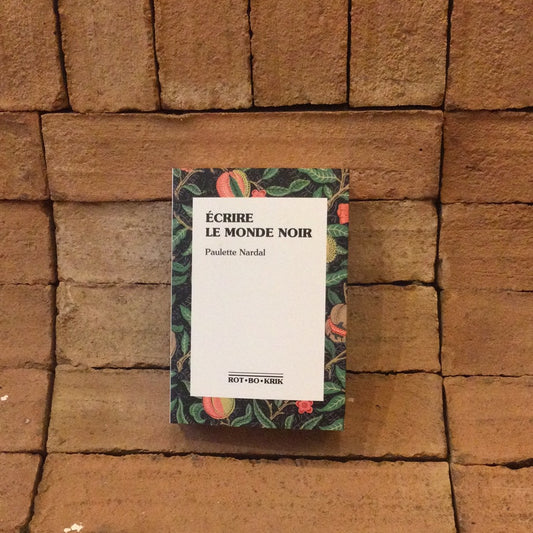 ÉCRIRE
LE MONDE NOIR
Paulette Nardal
ROT•BO•KRIK